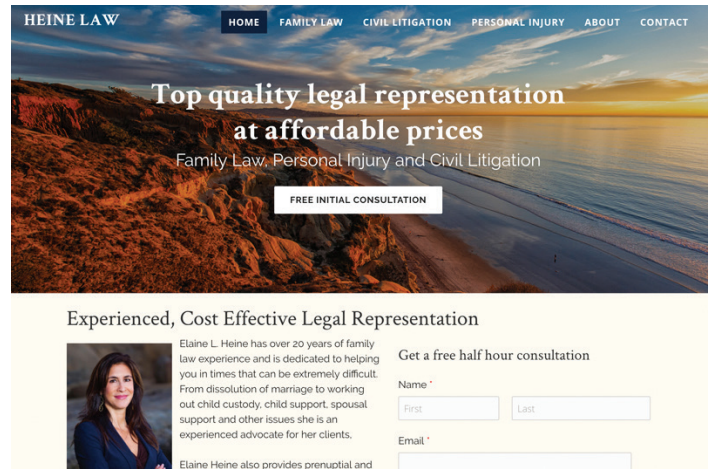 HEINE LAW
HOME FAMILY LAW CIVIL LITIGATION PERSONAL INJURY ABOUT CONTACT
Top quality legal representation
at affordable prices
Family Law, Personal Injury and Civil Litigation
FREE INITIAL CONSULTATION
Experienced, Cost Effective Legal Representation
Elaine L. Heine has over 20 years of family
law experience and is dedicated to helping
you in times that can be extremely difficult.
From dissolution of marriage to working
out child custody, child support, spousal
support and other issues she is an
experienced advocate for her clients,
Elaine Heine also provides prenuptial and
Get a free half hour consultation
Name *
First Last
Email *